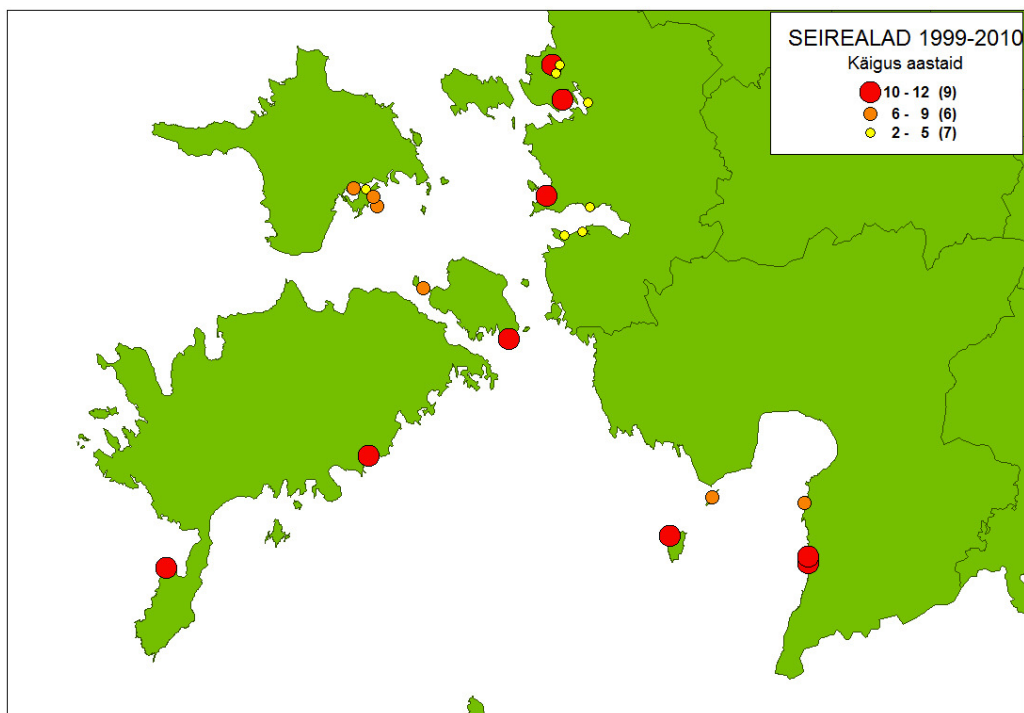 SEIREALAD 1999-2010
Käigus aastaid
10 - 12 (9)
6 - 9 (6)
2 - 5 (7)